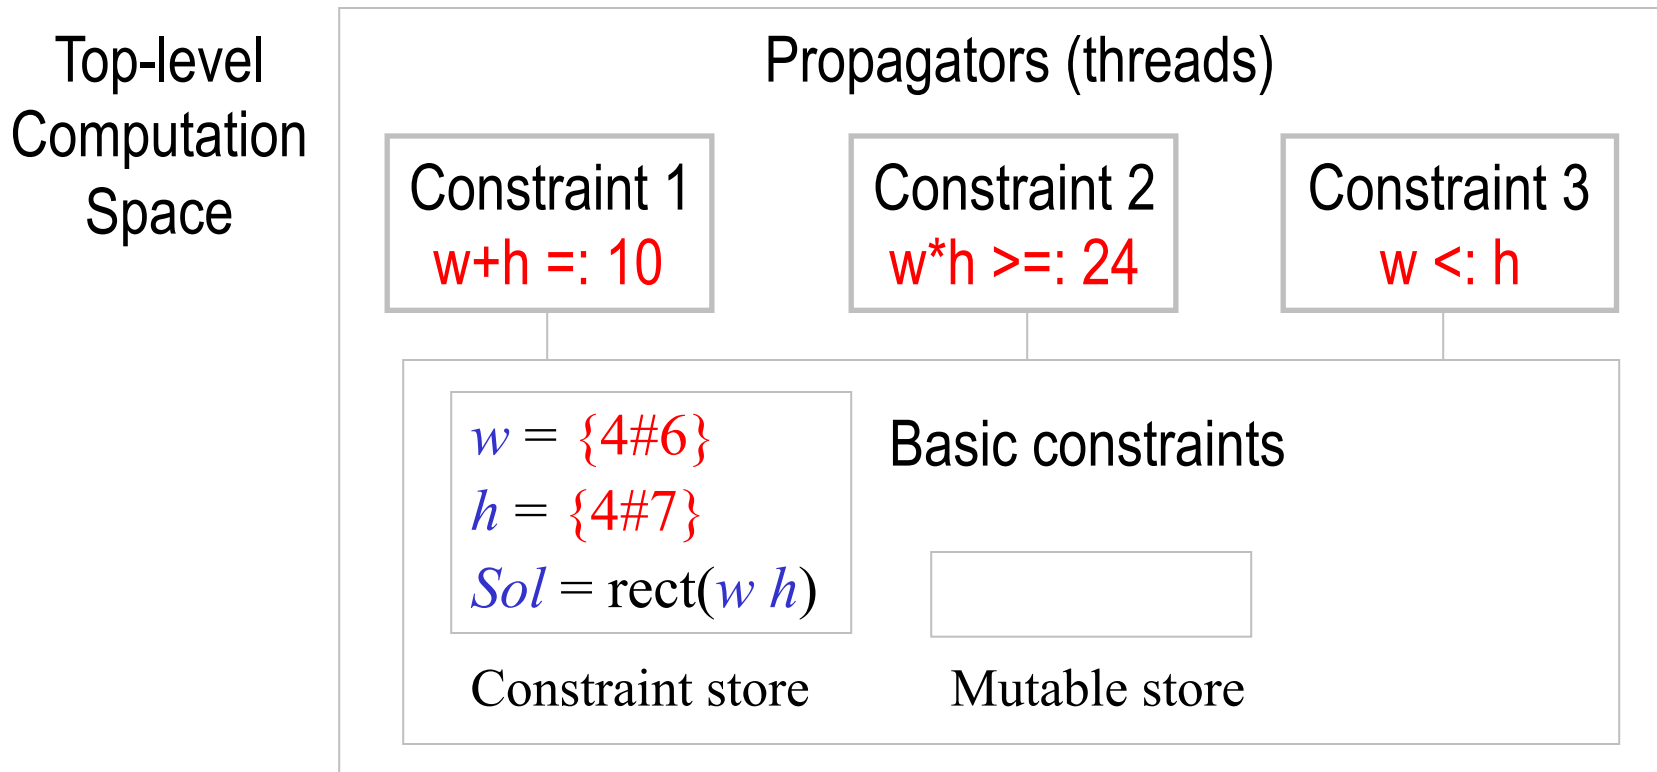 Top-level
Computation
Space
Propagators (threads)
Constraint 1
w+h =: 10
Constraint 2
w*h >=: 24
Constraint 3
w <: h
w = {4#6}
h = {4#7}
Sol = rect(w h)
Basic constraints
Constraint store
Mutable store